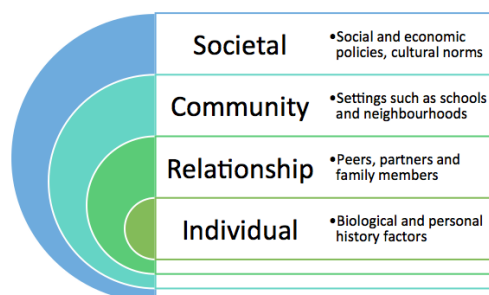 Societal
•Social and economic
policies, cultural norms
Community
•Settings such as schools
and neighbourhoods
Relationship
•Peers, partners and
family members
Individual
•Biological and personal
history factors